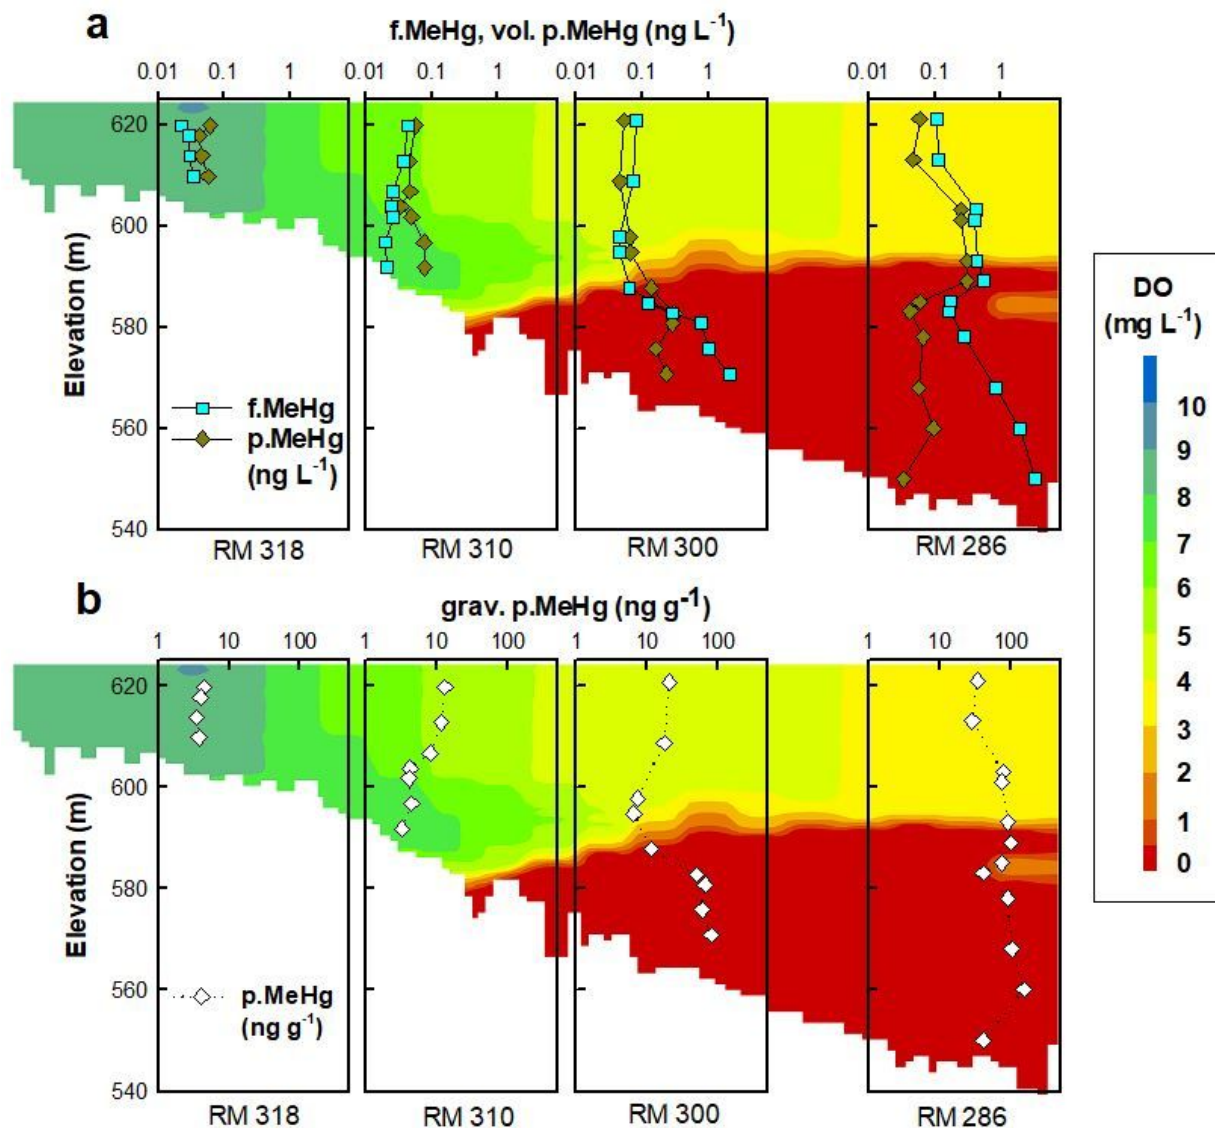 a
f.MeHg, vol. p.MeHg (ng L⁻¹)
0.01 0.1 1 0.01 0.1 1 0.01 0.1 1 0.01 0.1 1
620
600
580
560
540
Elevation (m)
f.MeHg
p.MeHg
(ng L⁻¹)
RM 318 RM 310 RM 300 RM 286
DO
(mg L⁻¹)
10
9
8
7
6
5
4
3
2
1
0
b
grav. p.MeHg (ng g⁻¹)
1 10 100 1 10 100 1 10 100 1 10 100
620
600
580
560
540
Elevation (m)
p.MeHg
(ng g⁻¹)
RM 318 RM 310 RM 300 RM 286